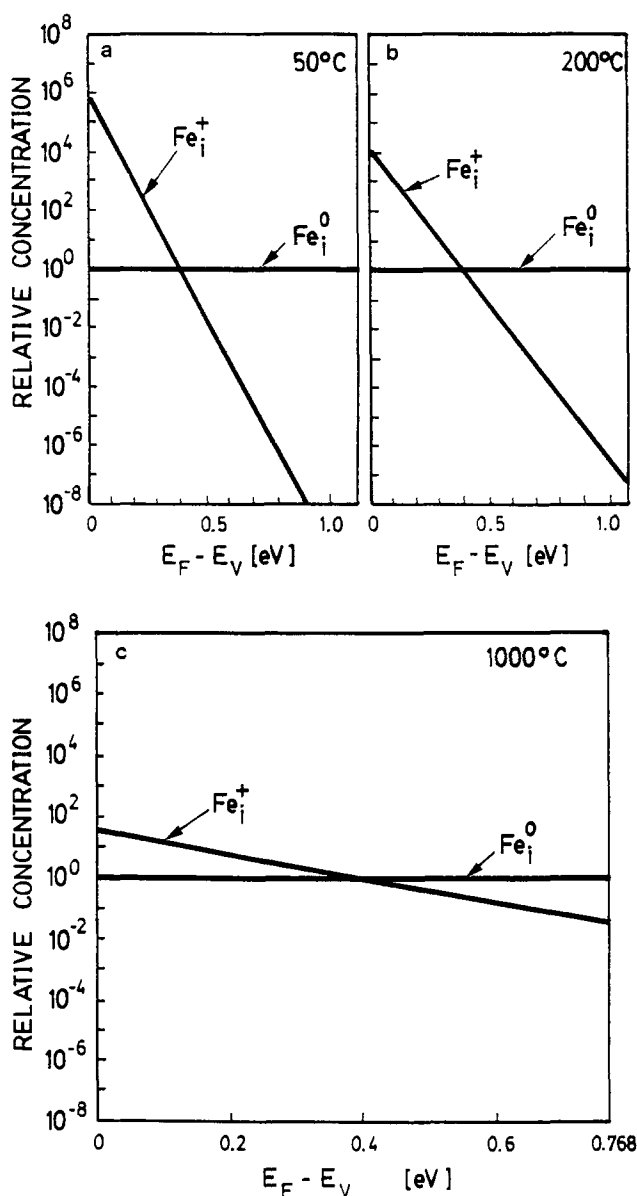 a
50°C
b
200°C
10^8
10^6
10^4
10^2
10^0
10^-2
10^-4
10^-6
10^-8
RELATIVE CONCENTRATION
Fe_i^+
Fe_i^0
Fe_i^+
Fe_i^0
0 0.5 1.0
0 0.5 1.0
E_F - E_V [eV]
E_F - E_V [eV]
c
1000°C
10^8
10^6
10^4
10^2
10^0
10^-2
10^-4
10^-6
10^-8
RELATIVE CONCENTRATION
Fe_i^+
Fe_i^0
0 0.2 0.4 0.6 0.768
E_F - E_V [eV]